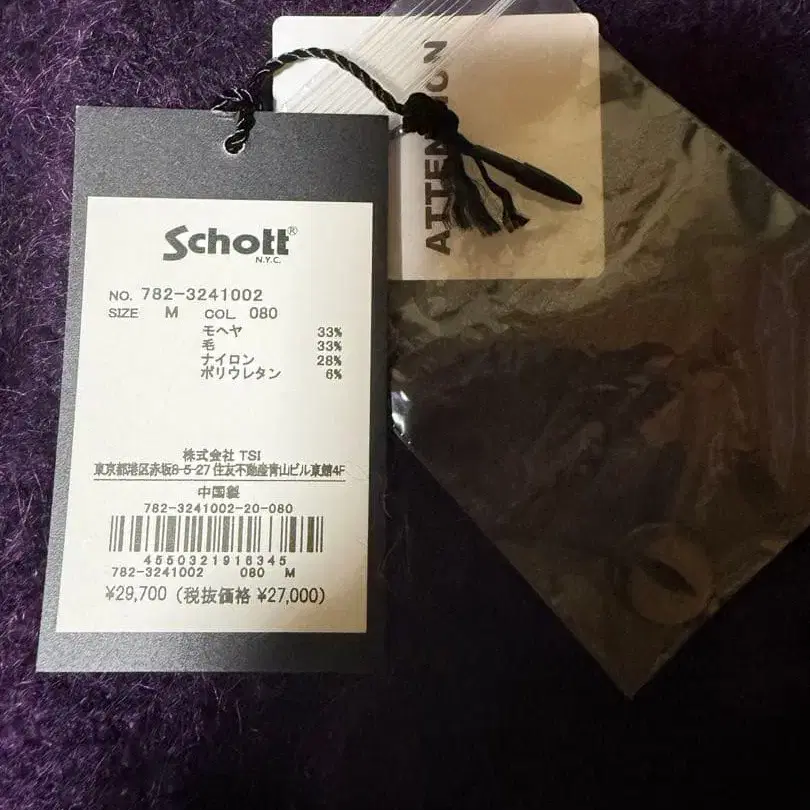 ATTENTION
Schott®
N.Y.C.
NO. 782-3241002
SIZE M COL. 080
モヘヤ 33%
毛 33%
ナイロン 28%
ポリウレタン 6%
株式会社 TSI
東京都港区赤坂8-5-27 住友不動産青山ビル東館4F
中国製
782-3241002-20-080
4550321916345
782-3241002 080 M
¥29,700 (税抜価格 ¥27,000)